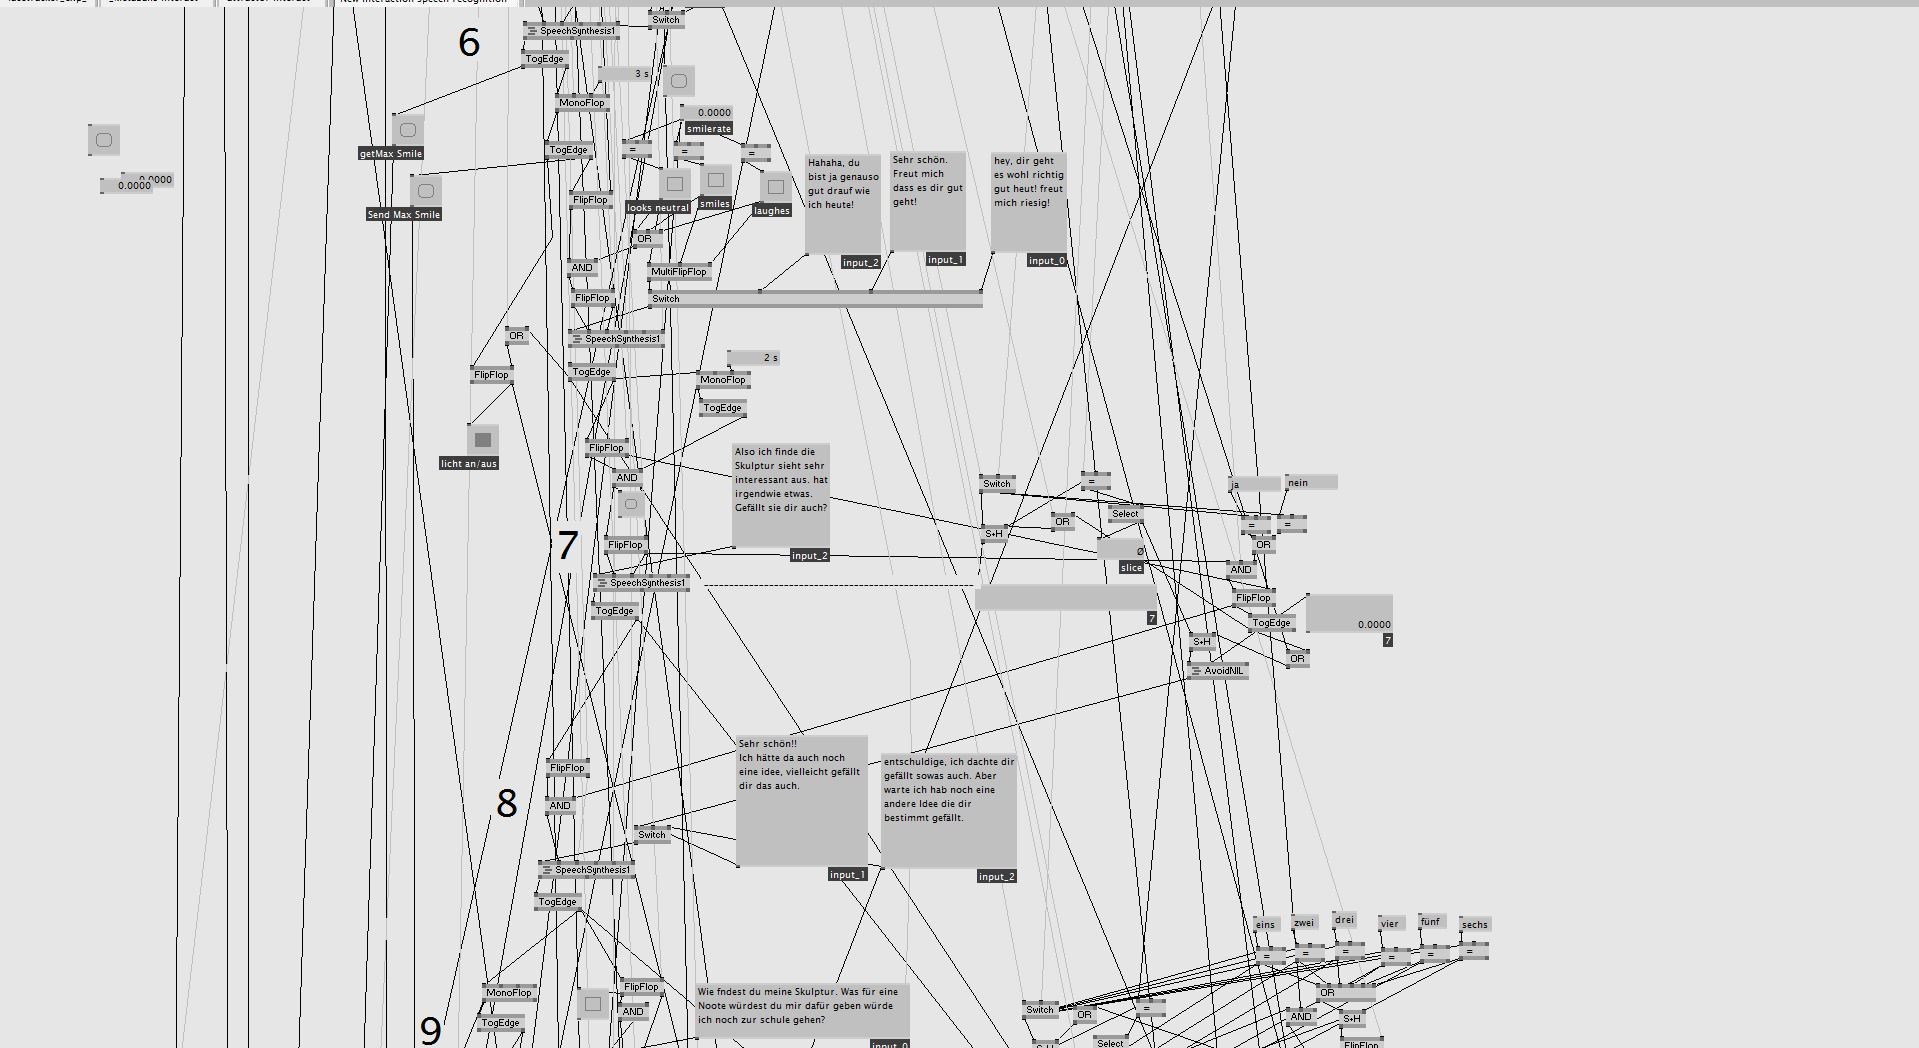 New interaction speech recognition
6
SpeechSynthesis1
Switch
TogEdge
3 s
MonoFlop
0.0000
smilerate
getMax Smile
TogEdge
=
=
=
0.0000
0.0000
Send Max Smile
FlipFlop
looks neutral
smiles
laughes
Hahaha, du
bist ja genauso
gut drauf wie
ich heute!
input_2
Sehr schön.
Freut mich
dass es dir gut
geht!
input_1
hey, dir geht
es wohl richtig
gut heut! freut
mich riesig!
input_0
OR
AND
MultiFlipFlop
FlipFlop
Switch
OR
SpeechSynthesis1
2 s
FlipFlop
TogEdge
MonoFlop
TogEdge
licht an/aus
FlipFlop
AND
Also ich finde die
Skulptur sieht sehr
interessant aus. hat
irgendwie etwas.
Gefällt sie dir auch?
input_2
Switch
=
ja
nein
Select
OR
S+H
=
=
OR
7
FlipFlop
Ø
slice
AND
SpeechSynthesis1
7
FlipFlop
TogEdge
TogEdge
0.0000
7
S+H
OR
AvoidNIL
Sehr schön!!
Ich hätte da auch noch
eine idee, vielleicht gefällt
dir das auch.
input_1
entschuldige, ich dachte dir
gefällt sowas auch. Aber
warte ich hab noch eine
andere Idee die dir
bestimmt gefällt.
input_2
FlipFlop
8
AND
Switch
SpeechSynthesis1
TogEdge
eins
zwei
drei
vier
fünf
sechs
=
=
=
=
=
=
MonoFlop
FlipFlop
Wie fndest du meine Skulptur. Was für eine
Noote würdest du mir dafür geben würde
ich noch zur schule gehen?
input_0
OR
9
TogEdge
AND
Switch
OR
=
AND
S+H
S+H
Select
FlipFlop